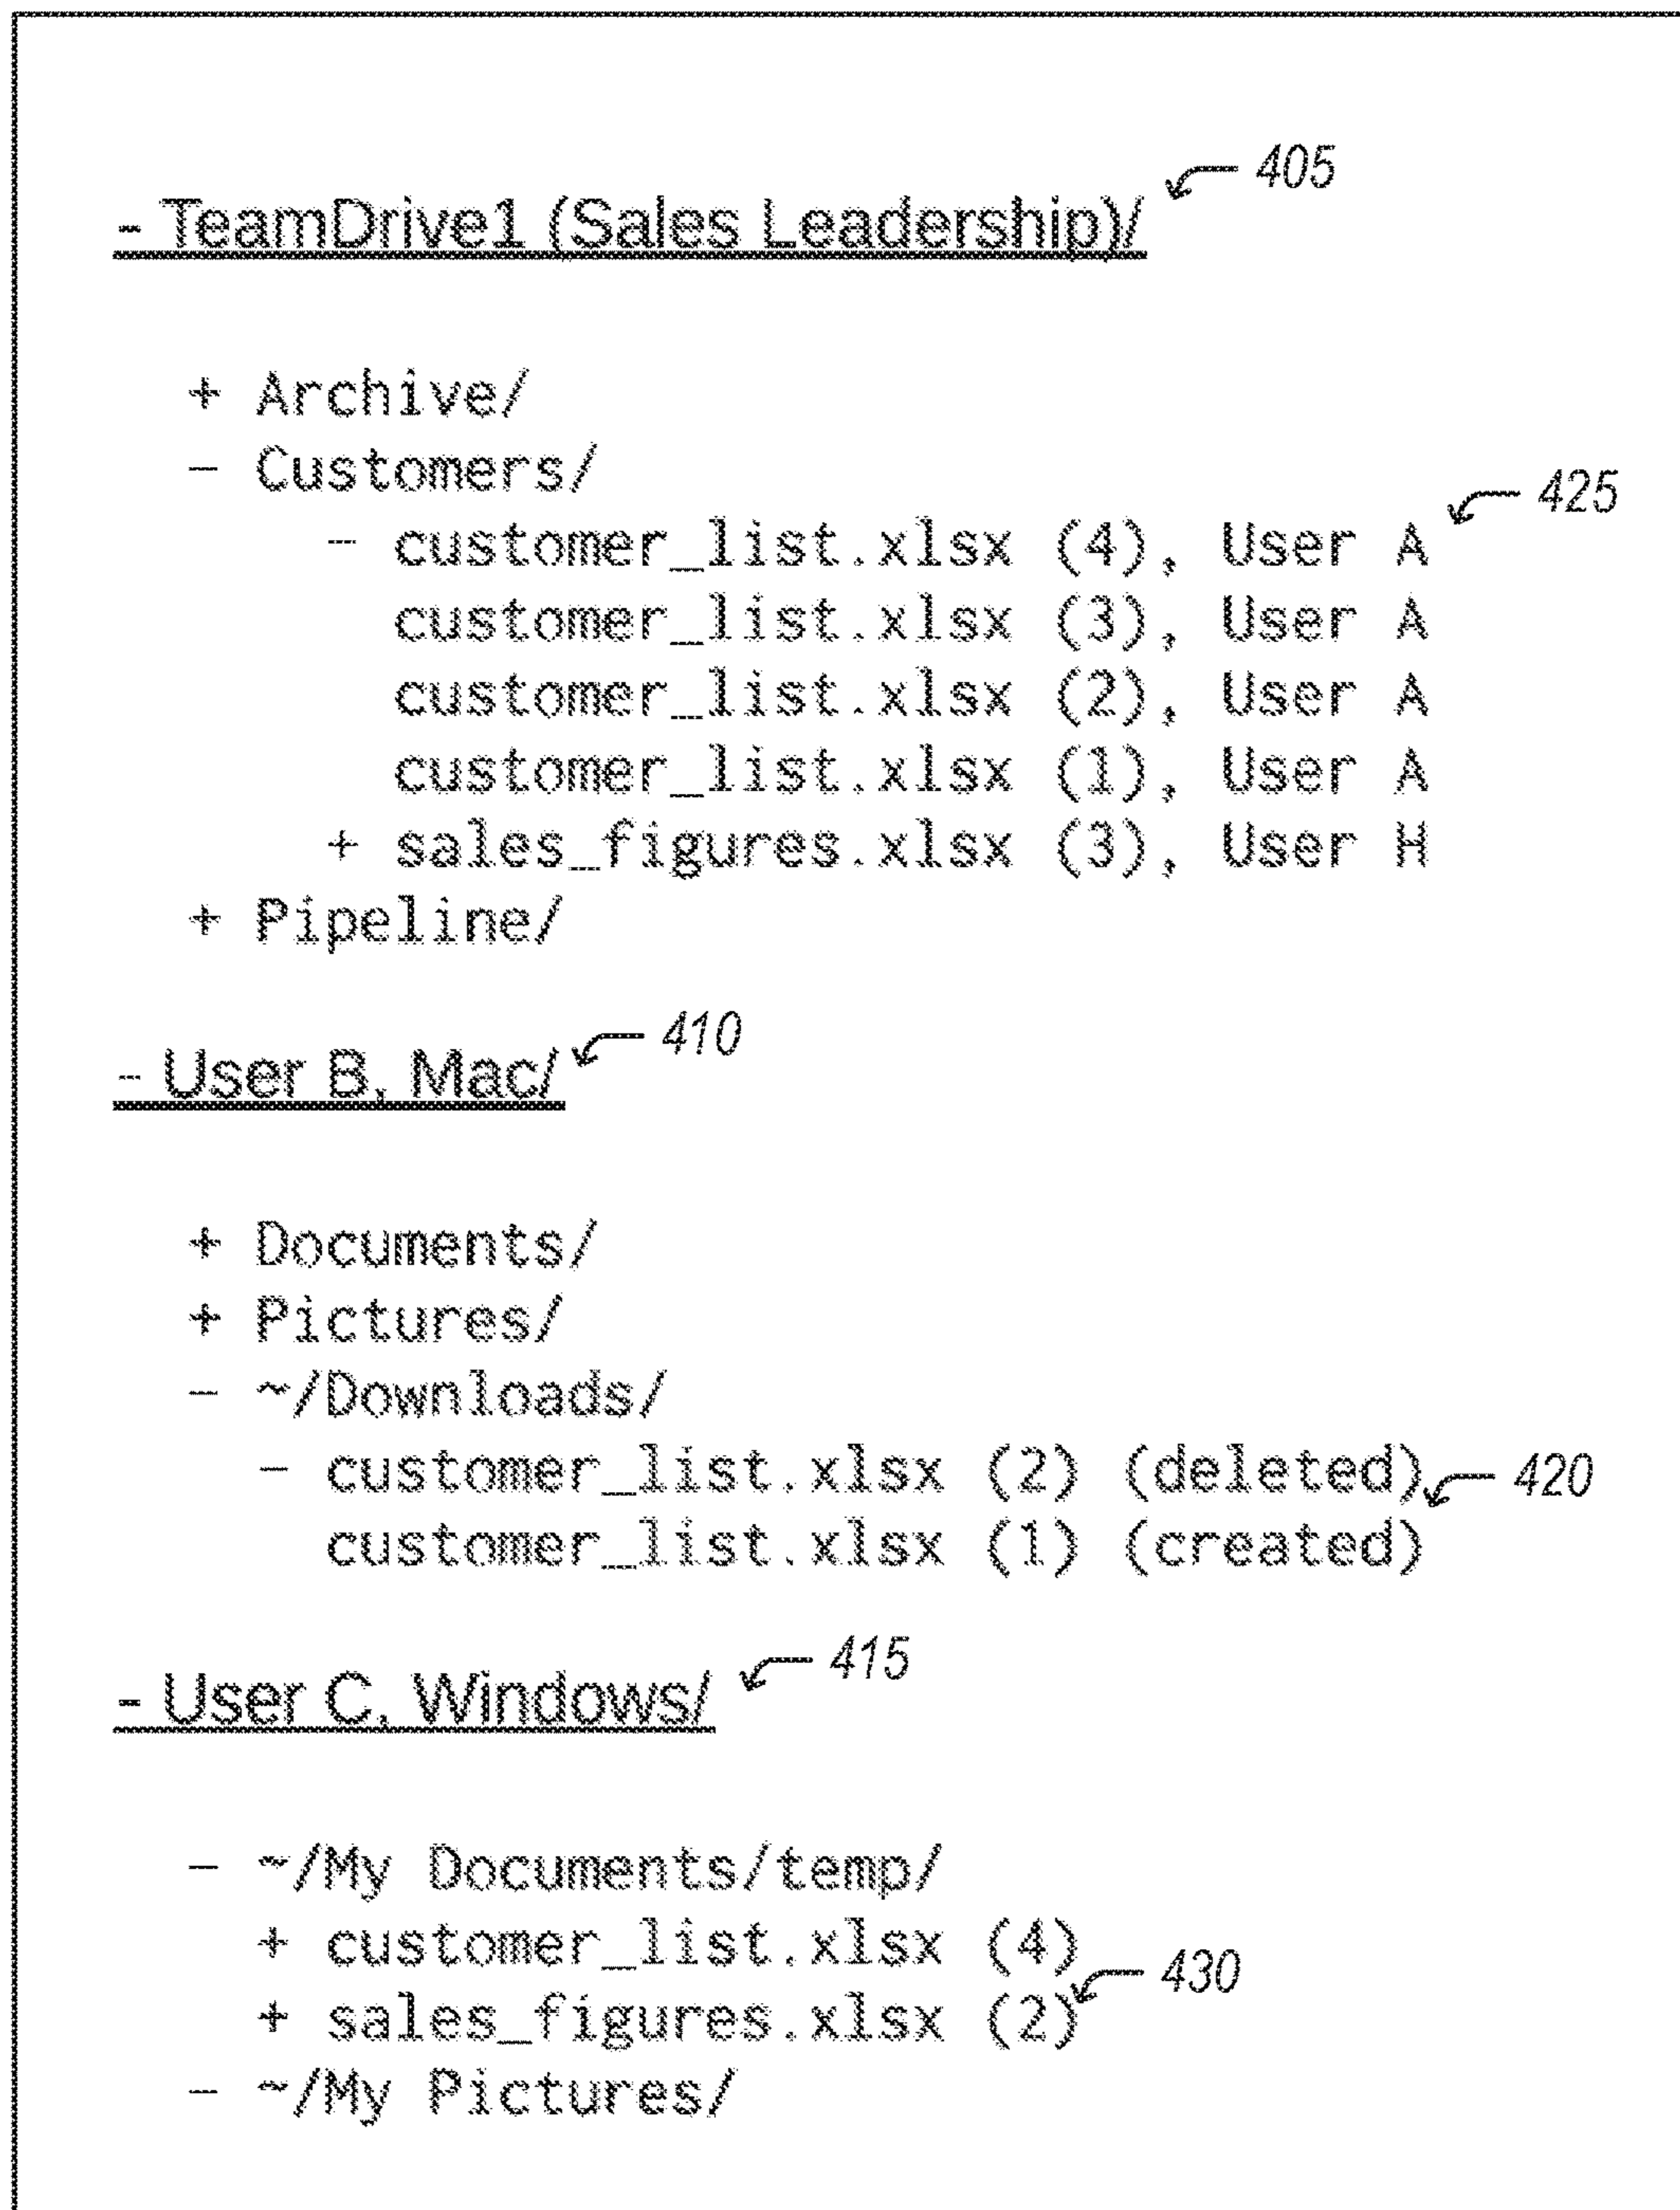 405
- TeamDrive1 (Sales Leadership)/
+ Archive/
- Customers/
425
- customer_list.xlsx (4), User A
customer_list.xlsx (3), User A
customer_list.xlsx (2), User A
customer_list.xlsx (1), User A
+ sales_figures.xlsx (3), User H
+ Pipeline/
410
- User B, Mac/
+ Documents/
+ Pictures/
- ~/Downloads/
- customer_list.xlsx (2) (deleted) 420
customer_list.xlsx (1) (created)
415
- User C, Windows/
- ~/My Documents/temp/
+ customer_list.xlsx (4)
430
+ sales_figures.xlsx (2)
- ~/My Pictures/